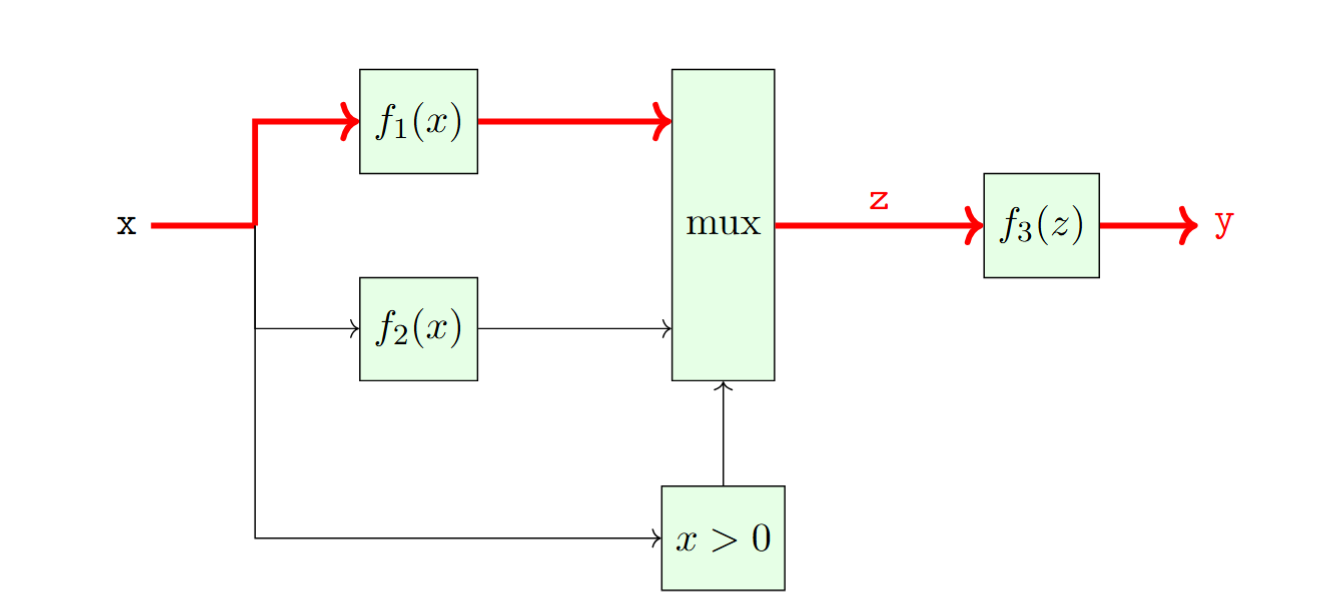 f₁(x)
x
mux
z
f₃(z)
y
f₂(x)
x > 0